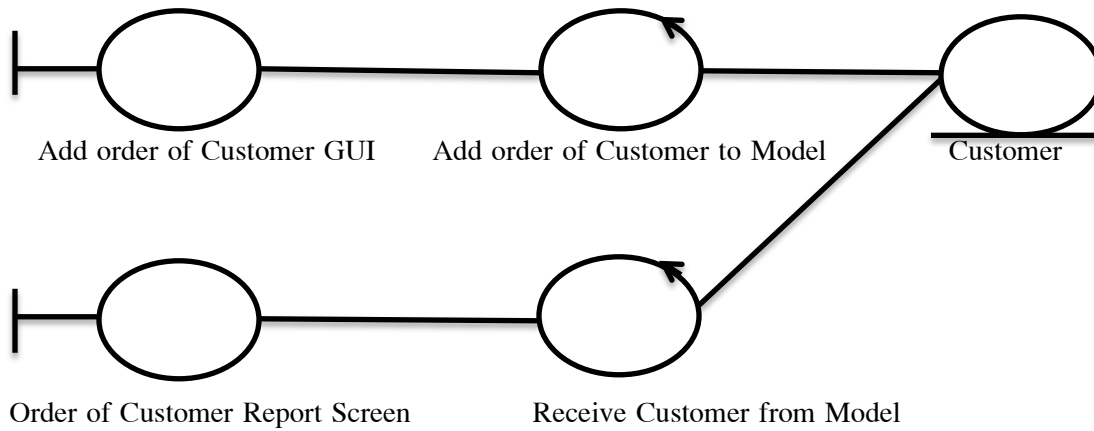 Add order of Customer GUI
Add order of Customer to Model
Customer
Order of Customer Report Screen
Receive Customer from Model